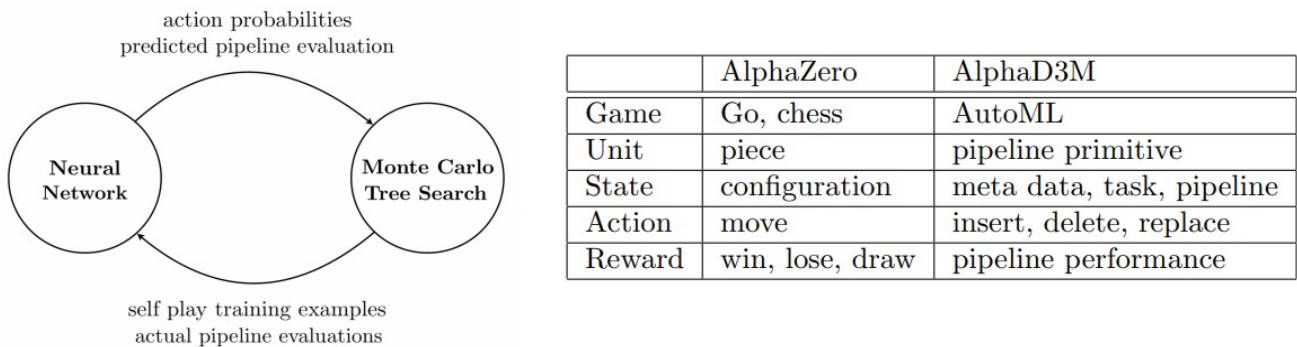 action probabilities
predicted pipeline evaluation
Neural
Network
Monte Carlo
Tree Search
self play training examples
actual pipeline evaluations
AlphaZero AlphaD3M
Game Go, chess AutoML
Unit piece pipeline primitive
State configuration meta data, task, pipeline
Action move insert, delete, replace
Reward win, lose, draw pipeline performance